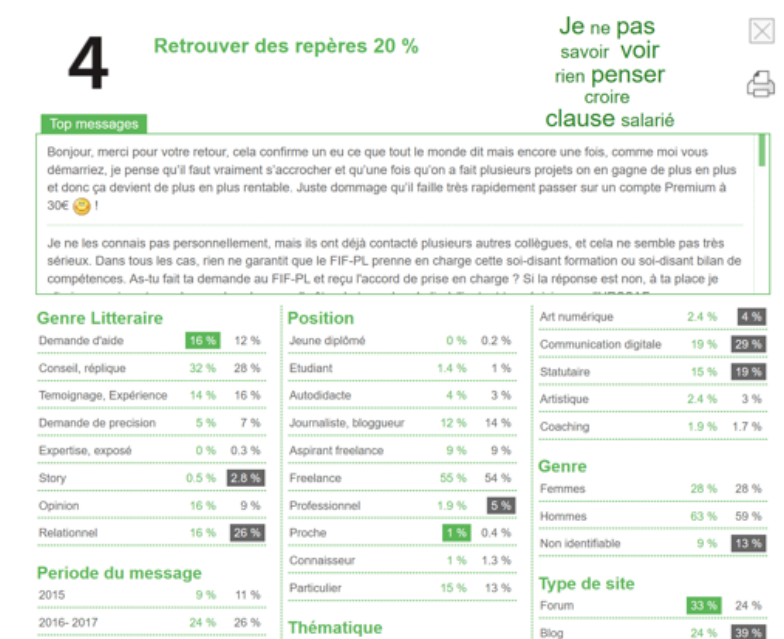 4
Retrouver des repères 20 %
Je ne pas
savoir voir
rien penser
croire
clause salarié
Top messages
Bonjour, merci pour votre retour, cela confirme un eu ce que tout le monde dit mais encore une fois, comme moi vous
démarriez, je pense qu'il faut vraiment s'accrocher et qu'une fois qu'on a fait plusieurs projets on en gagne de plus en plus
et donc ça devient de plus en plus rentable. Juste dommage qu'il faille très rapidement passer sur un compte Premium à
30€ !
Je ne les connais pas personnellement, mais ils ont déjà contacté plusieurs autres collègues, et cela ne semble pas très
sérieux. Dans tous les cas, rien ne garantit que le FIF-PL prenne en charge cette soi-disant formation ou soi-disant bilan de
compétences. As-tu fait ta demande au FIF-PL et reçu l'accord de prise en charge ? Si la réponse est non, à ta place je
Genre Litteraire
Demande d'aide 16 % 12 %
Conseil, réplique 32 % 28 %
Temoignage, Expérience 14 % 16 %
Demande de precision 5 % 7 %
Expertise, exposé 0 % 0.3 %
Story 0.5 % 2.8 %
Opinion 16 % 9 %
Relationnel 16 % 26 %
Periode du message
2015 9 % 11 %
2016- 2017 24 % 26 %
Position
Jeune diplômé 0 % 0.2 %
Etudiant 1.4 % 1 %
Autodidacte 4 % 3 %
Journaliste, bloggueur 12 % 14 %
Aspirant freelance 9 % 9 %
Freelance 55 % 54 %
Professionnel 1.9 % 5 %
Proche 1 % 0.4 %
Connaisseur 1 % 1.3 %
Particulier 15 % 13 %
Thématique
Art numérique 2.4 % 4 %
Communication digitale 19 % 29 %
Statutaire 15 % 19 %
Artistique 2.4 % 3 %
Coaching 1.9 % 1.7 %
Genre
Femmes 28 % 28 %
Hommes 63 % 59 %
Non identifiable 9 % 13 %
Type de site
Forum 33 % 24 %
Blog 24 % 39 %